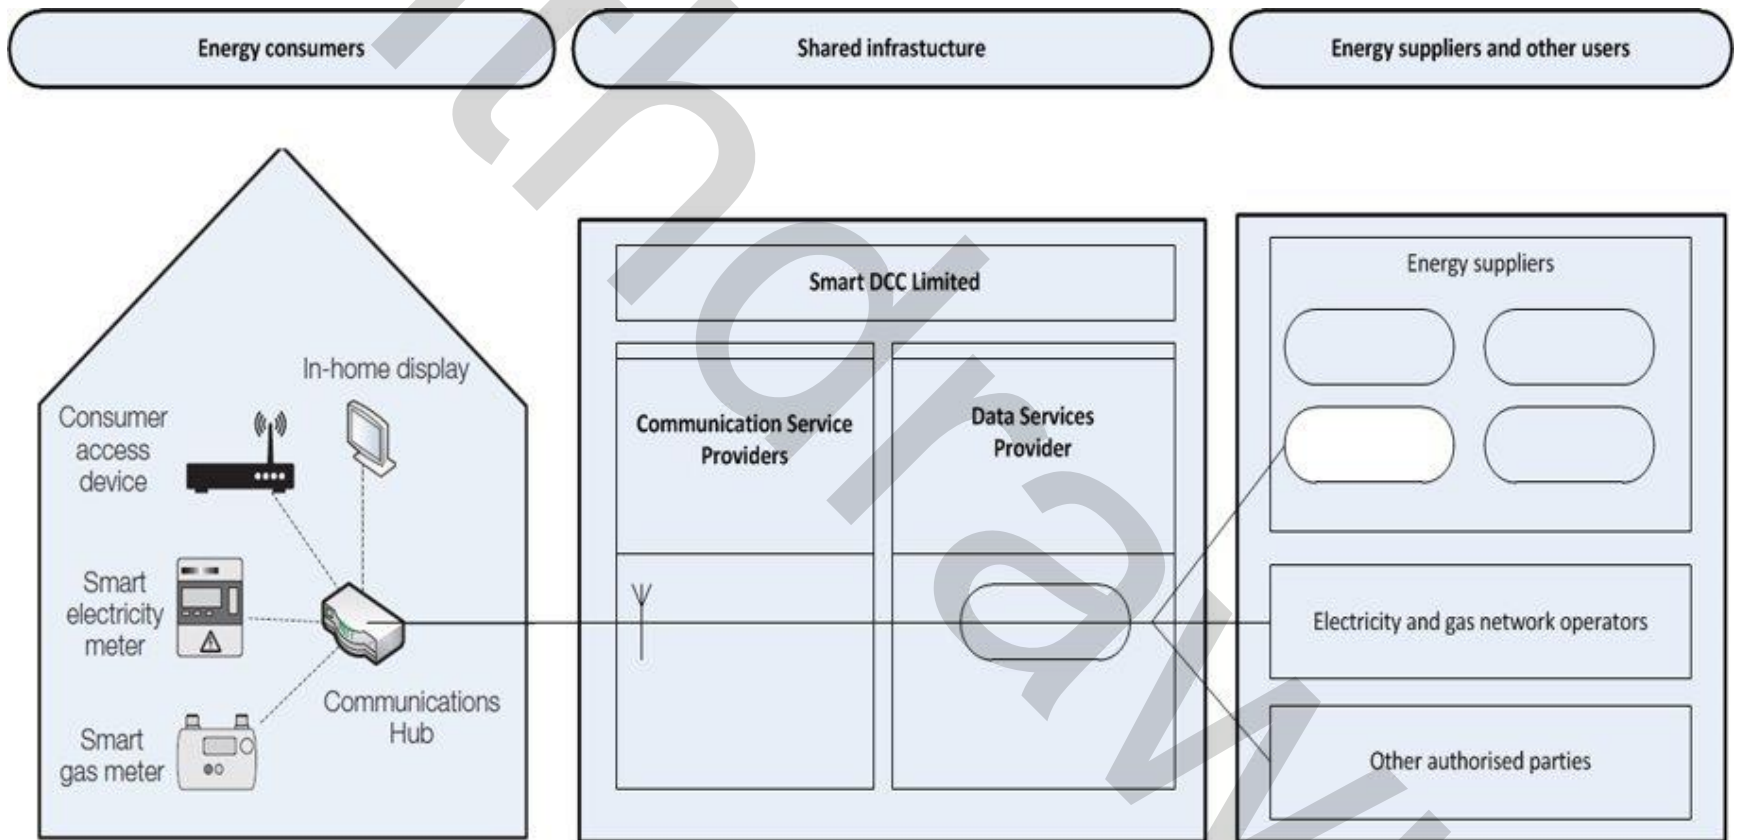 Energy consumers
Shared infrastucture
Energy suppliers and other users
In-home display
Consumer
access
device
Smart
electricity
meter
Smart
gas meter
Communications
Hub
Smart DCC Limited
Communication Service
Providers
Data Services
Provider
Energy suppliers
Electricity and gas network operators
Other authorised parties
thdraw